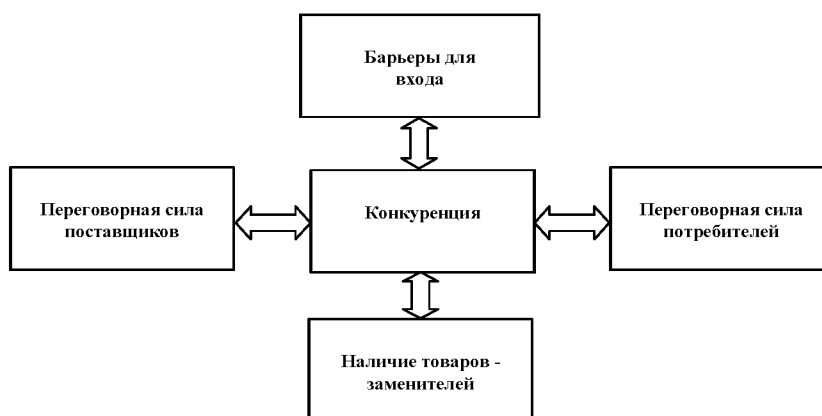 Барьеры для
входа
Переговорная сила
поставщиков
Конкуренция
Переговорная сила
потребителей
Наличие товаров -
заменителей